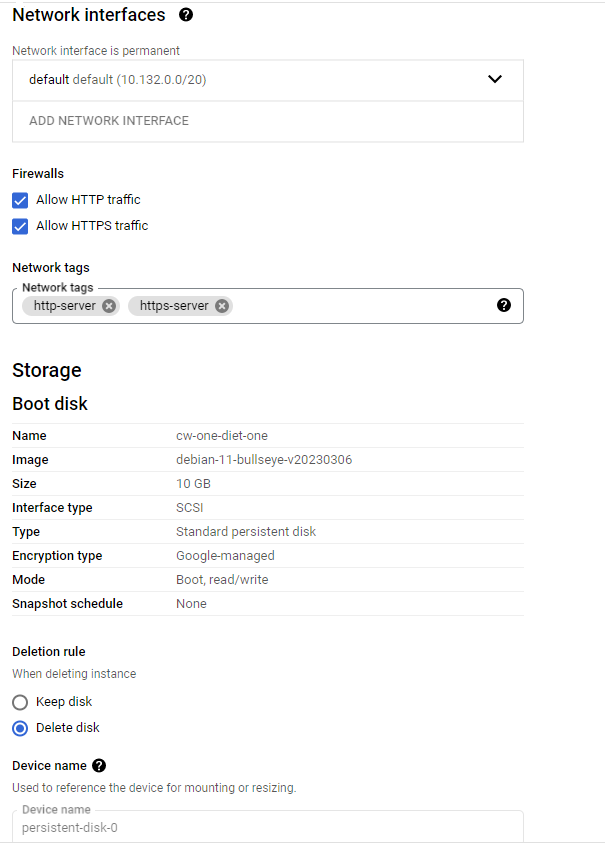 Network interfaces
Network interface is permanent
default default (10.132.0.0/20)
ADD NETWORK INTERFACE
Firewalls
Allow HTTP traffic
Allow HTTPS traffic
Network tags
Network tags
http-server https-server
Storage
Boot disk
Name cw-one-diet-one
Image debian-11-bullseye-v20230306
Size 10 GB
Interface type SCSI
Type Standard persistent disk
Encryption type Google-managed
Mode Boot, read/write
Snapshot schedule None
Deletion rule
When deleting instance
Keep disk
Delete disk
Device name
Used to reference the device for mounting or resizing.
Device name
persistent-disk-0